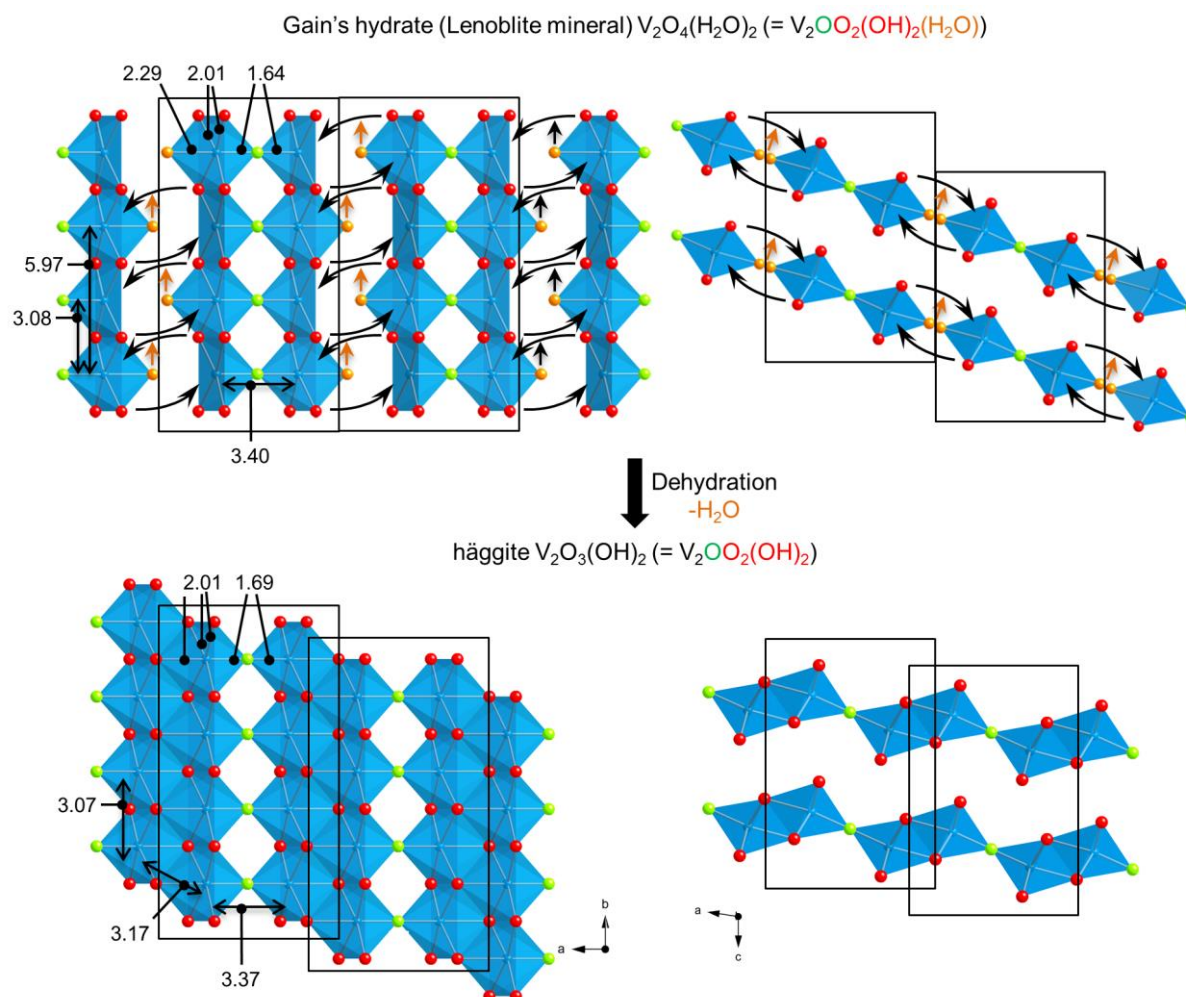 Gain's hydrate (Lenoblite mineral) V₂O₄(H₂O)₂ (= V₂OO₂(OH)₂(H₂O))
2.29 2.01 1.64
5.97
3.08
3.40
Dehydration
-H₂O
häggite V₂O₃(OH)₂ (= V₂OO₂(OH)₂)
2.01 1.69
3.07
3.17
3.37
b
a
a
c